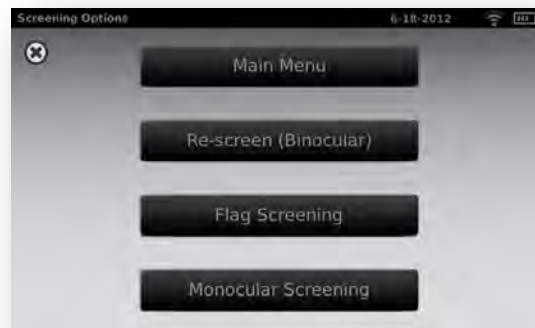 Screening Options 6-18-2012
Main Menu
Re-screen (Binocular)
Flag Screening
Monocular Screening